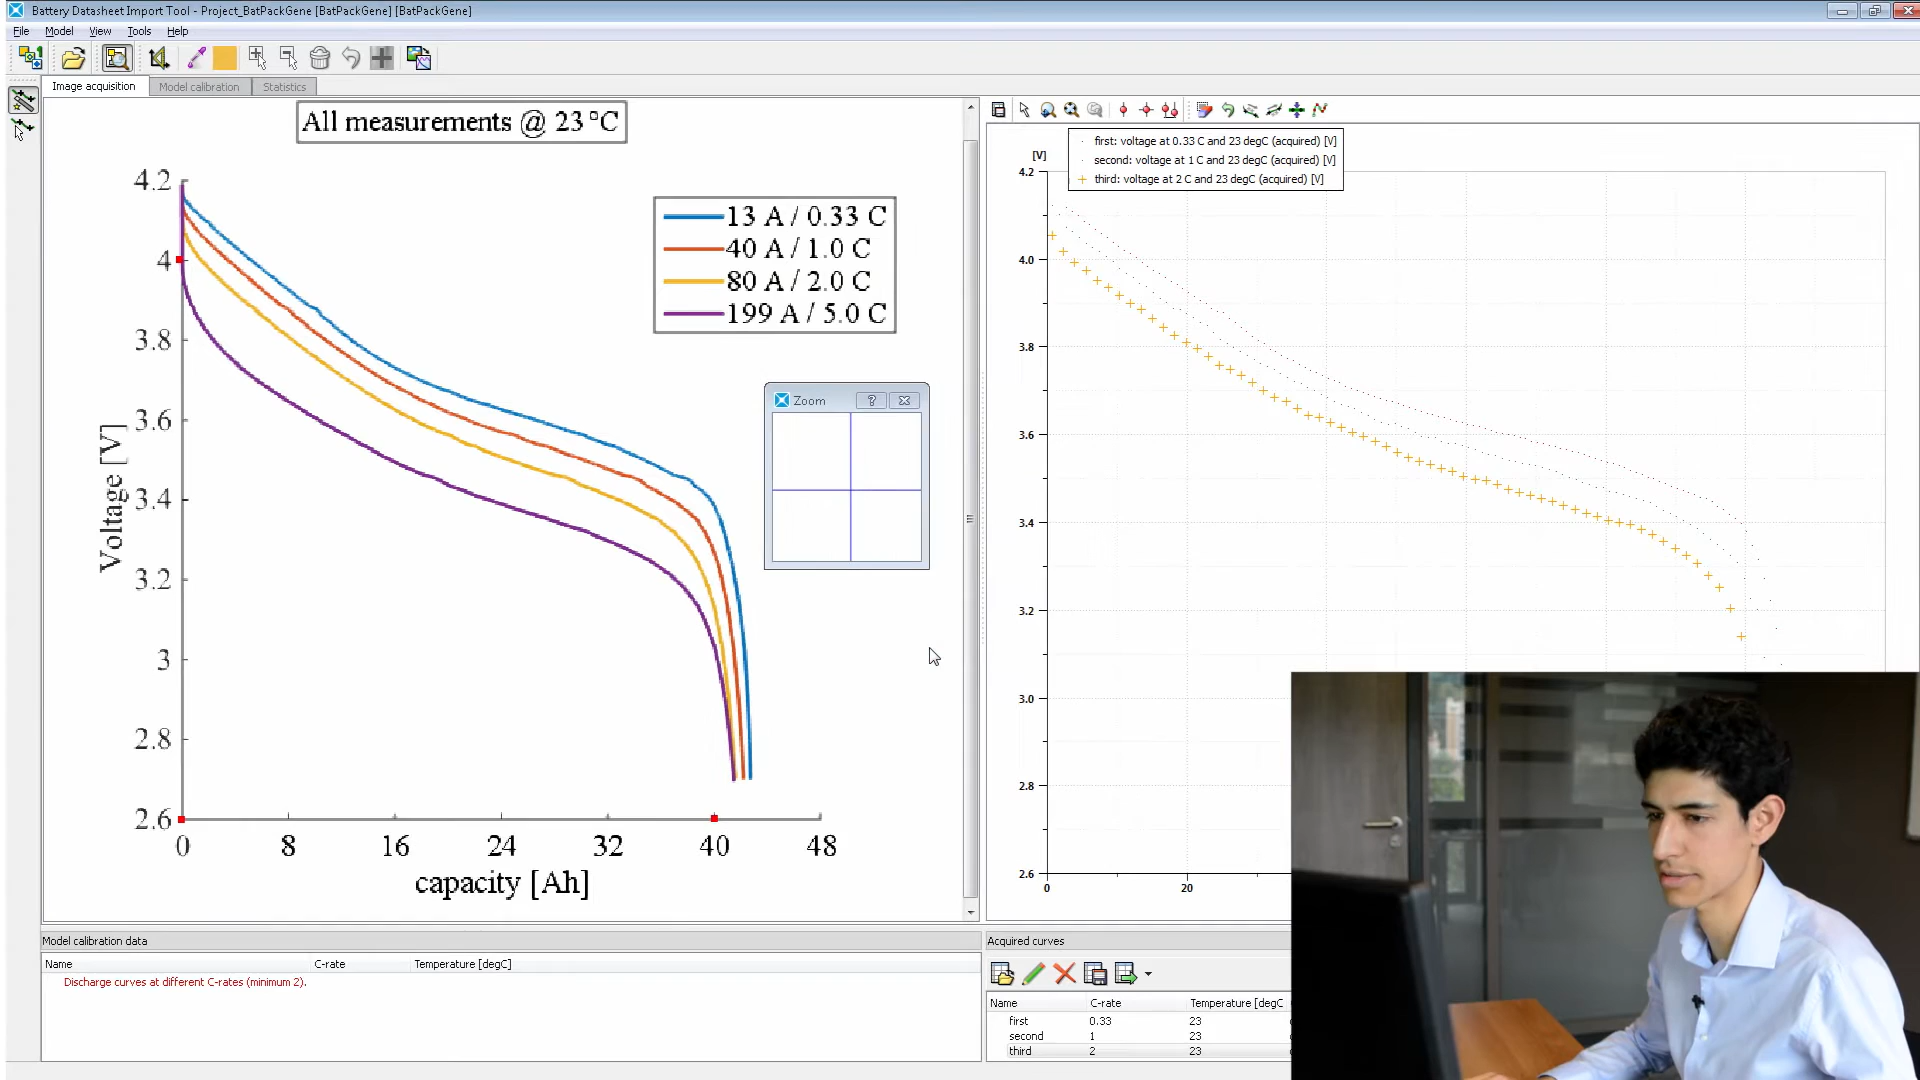 Battery Datasheet Import Tool - Project_BatPackGene [BatPackGene] [BatPackGene]
File Model View Tools Help
Image acquisition Model calibration Statistics
All measurements @ 23 °C
4.2
4
3.8
3.6
3.4
3.2
3
2.8
2.6
Voltage [V]
13 A / 0.33 C
40 A / 1.0 C
80 A / 2.0 C
199 A / 5.0 C
Zoom
0 8 16 24 32 40 48
capacity [Ah]
first: voltage at 0.33 C and 23 degC (acquired) [V]
second: voltage at 1 C and 23 degC (acquired) [V]
third: voltage at 2 C and 23 degC (acquired) [V]
[V]
4.2
4.0
3.8
3.6
3.4
3.2
3.0
2.8
2.6
0 20
Model calibration data
Name C-rate Temperature [degC]
Discharge curves at different C-rates (minimum 2).
Acquired curves
Name C-rate Temperature [degC
first 0.33 23
second 1 23
third 2 23